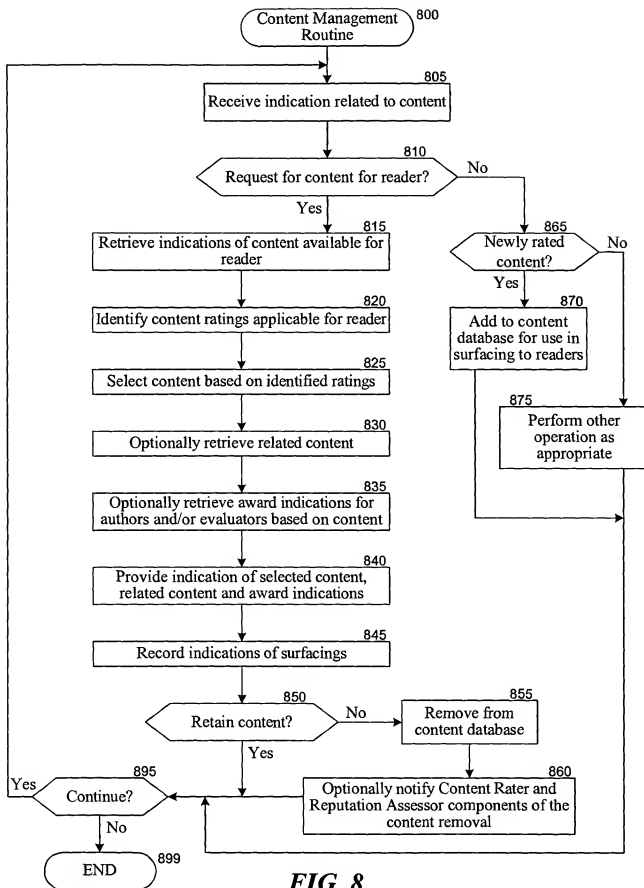 Content Management
Routine
800
805
Receive indication related to content
810
Request for content for reader?
No
Yes
815
Retrieve indications of content available for
reader
865
Newly rated
content?
No
Yes
820
Identify content ratings applicable for reader
870
Add to content
database for use in
surfacing to readers
825
Select content based on identified ratings
830
Optionally retrieve related content
875
Perform other
operation as
appropriate
835
Optionally retrieve award indications for
authors and/or evaluators based on content
840
Provide indication of selected content,
related content and award indications
845
Record indications of surfacings
850
Retain content?
No
Yes
855
Remove from
content database
860
Optionally notify Content Rater and
Reputation Assessor components of the
content removal
Yes
895
Continue?
No
END
899
FIG. 8